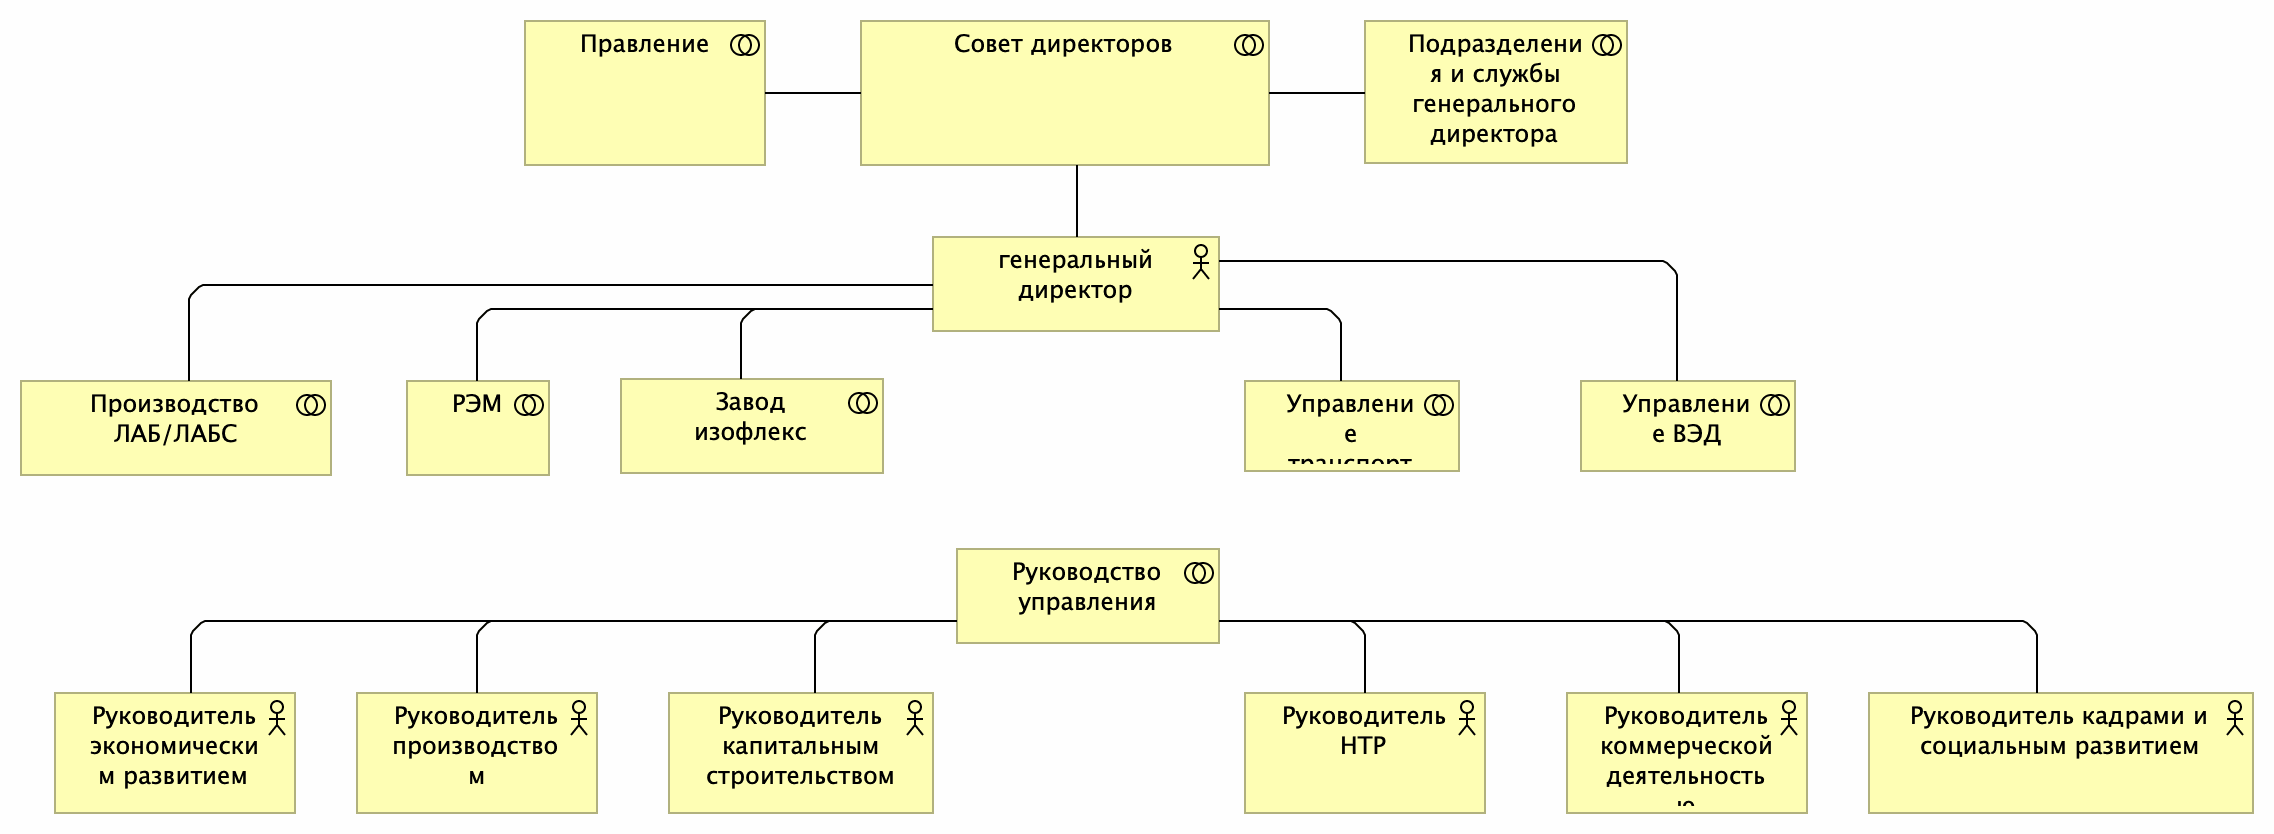 Правление
Совет директоров
Подразделени
я и службы
генерального
директора
генеральный
директор
Производство
ЛАБ/ЛАБС
РЭМ
Завод
изофлекс
Управлени
е
транспорт
Управлени
е ВЭД
Руководство
управления
Руководитель
экономически
м развитием
Руководитель
производство
м
Руководитель
капитальным
строительством
Руководитель
НТР
Руководитель
коммерческой
деятельность
ю
Руководитель кадрами и
социальным развитием